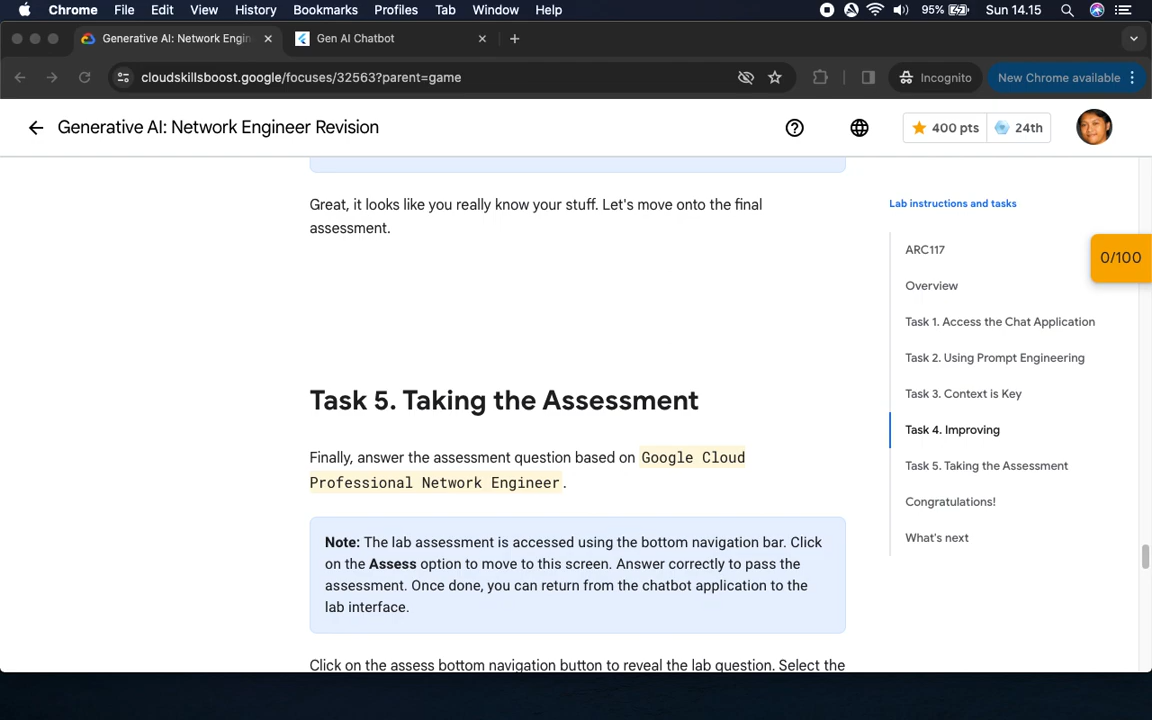 Chrome File Edit View History Bookmarks Profiles Tab Window Help 95% Sun 14.15
Generative AI: Network Engin Gen AI Chatbot
cloudskillsboost.google/focuses/32563?parent=game Incognito New Chrome available
Generative AI: Network Engineer Revision 400 pts 24th
Great, it looks like you really know your stuff. Let's move onto the final
assessment.
Task 5. Taking the Assessment
Finally, answer the assessment question based on Google Cloud
Professional Network Engineer.
Note: The lab assessment is accessed using the bottom navigation bar. Click
on the Assess option to move to this screen. Answer correctly to pass the
assessment. Once done, you can return from the chatbot application to the
lab interface.
Click on the assess bottom navigation button to reveal the lab question. Select the
Lab instructions and tasks
ARC117
0/100
Overview
Task 1. Access the Chat Application
Task 2. Using Prompt Engineering
Task 3. Context is Key
Task 4. Improving
Task 5. Taking the Assessment
Congratulations!
What's next